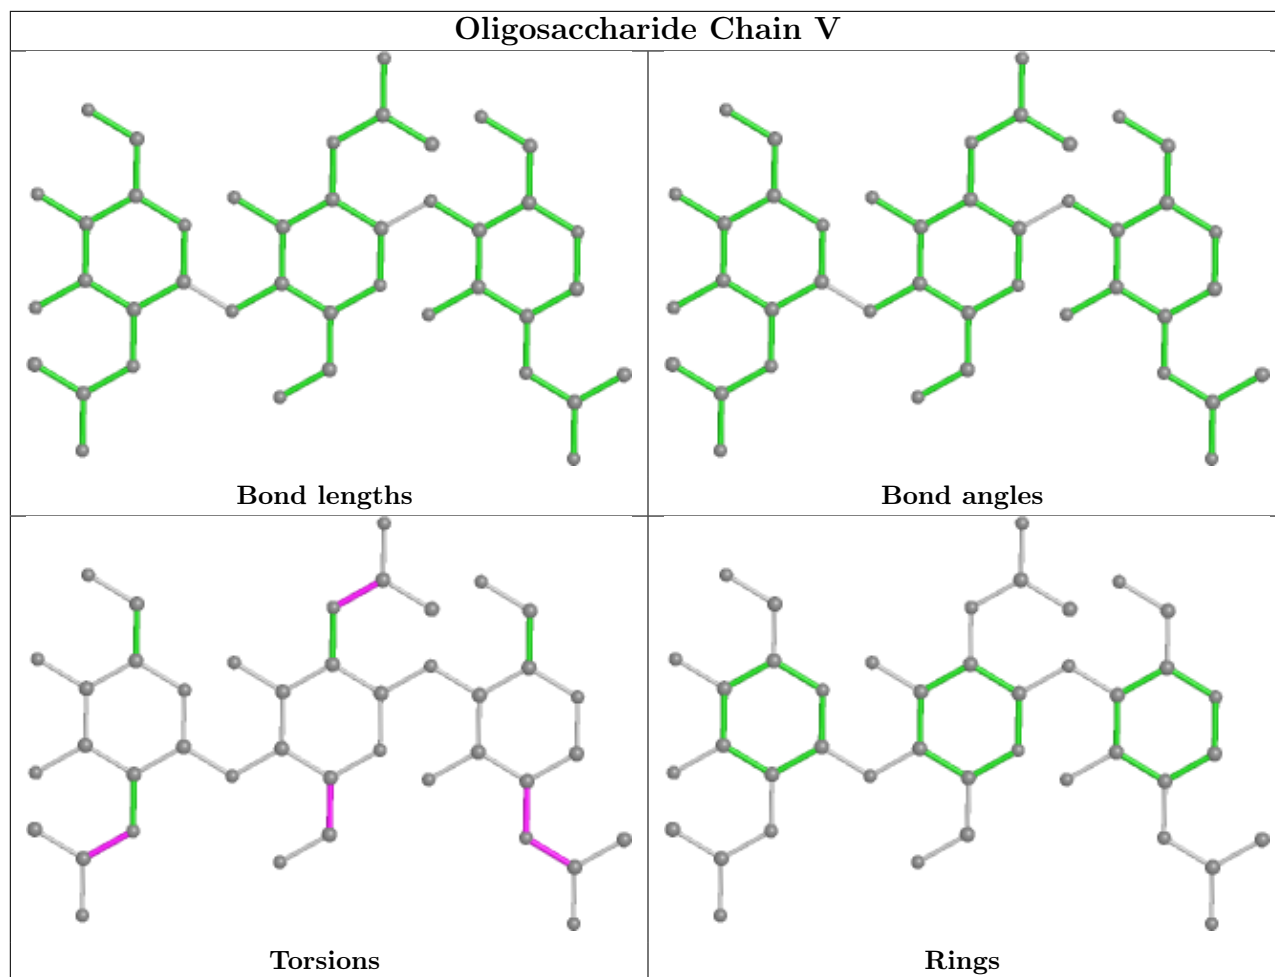 Oligosaccharide Chain V
Bond lengths
Bond angles
Torsions
Rings